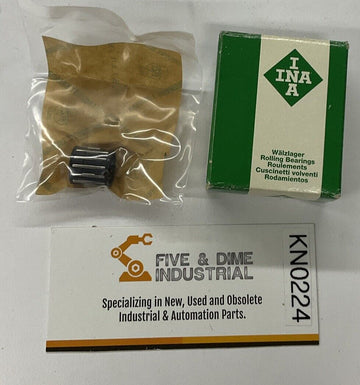 I
INA
A
Wälzlager
Rolling Bearings
Roulements
Cuscinetti volventi
Rodamientos
FIVE & DIME
INDUSTRIAL
Specializing in New, Used and Obsolete
Industrial & Automation Parts.
KN0224